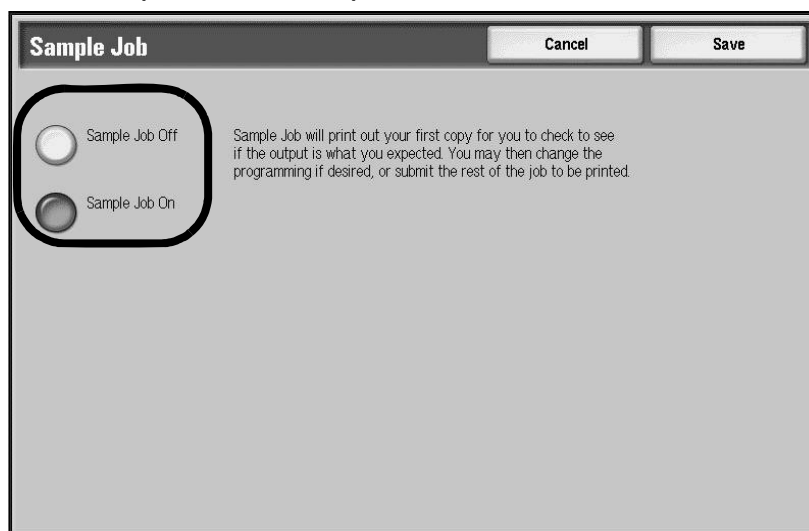 Sample Job
Cancel
Save
Sample Job Off
Sample Job On
Sample Job will print out your first copy for you to check to see
if the output is what you expected. You may then change the
programming if desired, or submit the rest of the job to be printed.